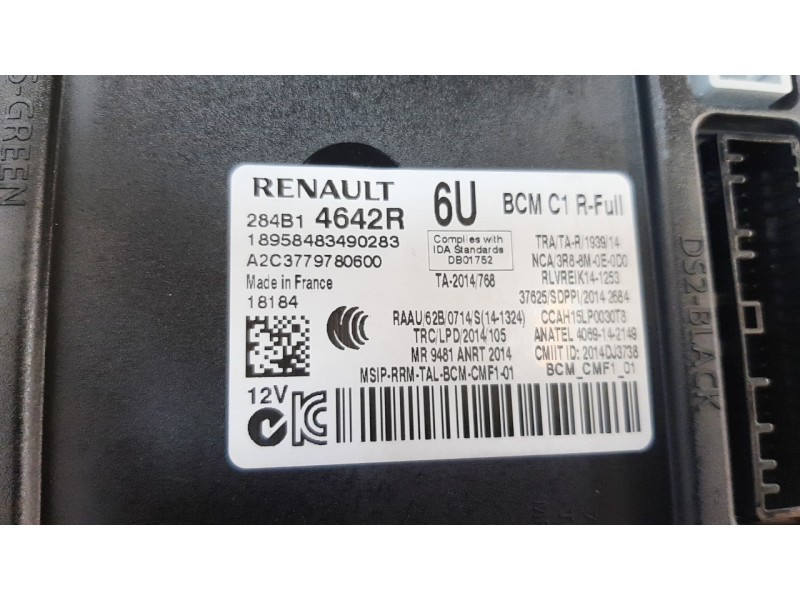 RENAULT 6U BCM C1 R-Full
284B1 4642R
18958483490283
A2C3779780600
Made in France
18184
Complies with
IDA Standards
DB01752
TA-2014/768
TRA/TA-R/1939/14
NCA/3R8-8M-0E-0D0
RLVREIK14-1253
37625/SDPPI/2014 2684
RAAU/62B/0714/S(14-1324)
TRC/LPD/2014/105
MR 9481 ANRT 2014
MSIP-RRM-TAL-BCM-CMF1-01
CCAH15LP0030T8
ANATEL 4069-14-2149
CMIIT ID: 2014DJ3738
BCM_CMF1_01
12V
DS2-BLACK
-GREEN